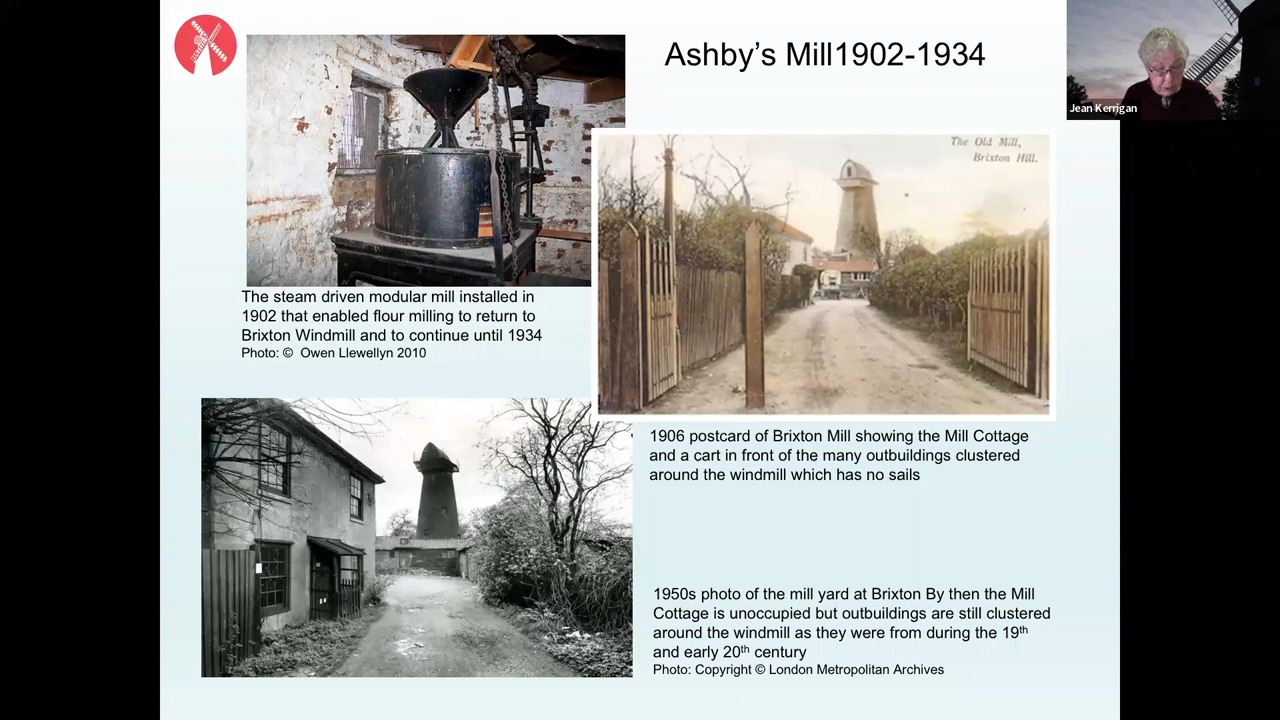 Ashby's Mill1902-1934
Jean Kerrigan
The Old Mill,
Brixton Hill.
The steam driven modular mill installed in
1902 that enabled flour milling to return to
Brixton Windmill and to continue until 1934
Photo: © Owen Llewellyn 2010
1906 postcard of Brixton Mill showing the Mill Cottage
and a cart in front of the many outbuildings clustered
around the windmill which has no sails
1950s photo of the mill yard at Brixton By then the Mill
Cottage is unoccupied but outbuildings are still clustered
around the windmill as they were from during the 19th
and early 20th century
Photo: Copyright © London Metropolitan Archives